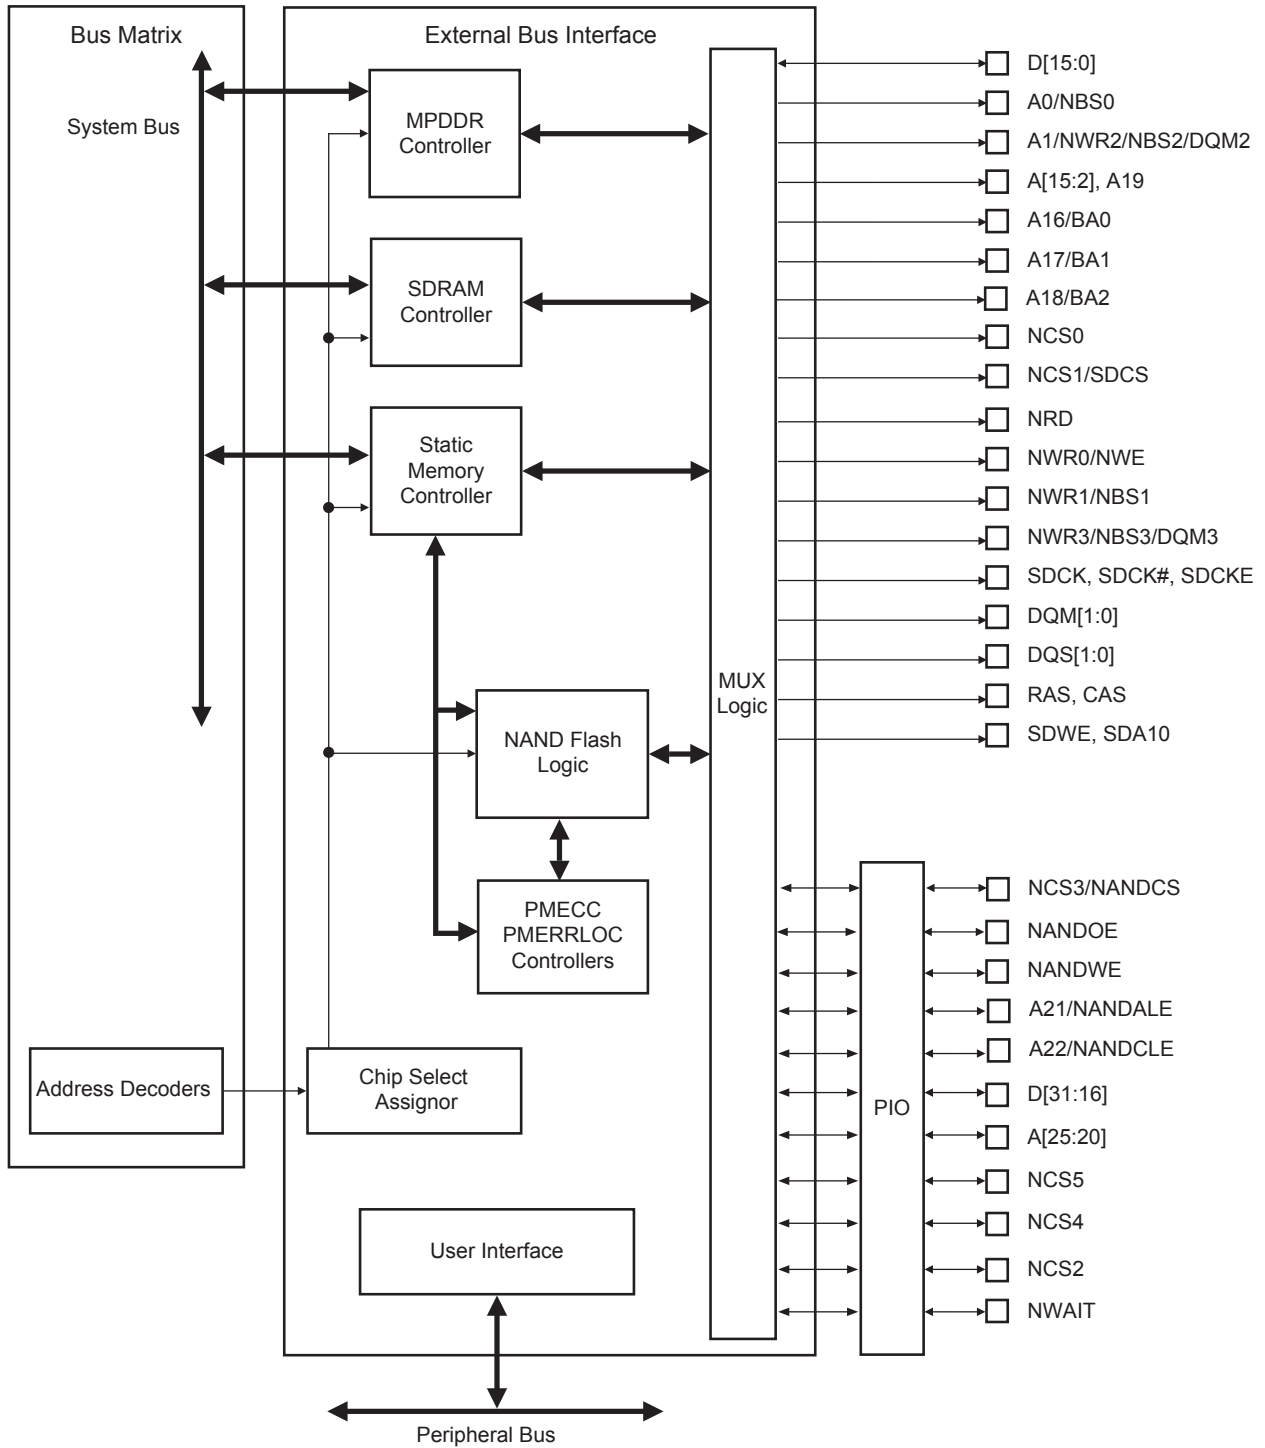 Bus Matrix
System Bus
Address Decoders
External Bus Interface
MPDDR
Controller
SDRAM
Controller
Static
Memory
Controller
NAND Flash
Logic
PMECC
PMERRLOC
Controllers
Chip Select
Assignor
User Interface
Peripheral Bus
MUX
Logic
PIO
D[15:0]
A0/NBS0
A1/NWR2/NBS2/DQM2
A[15:2], A19
A16/BA0
A17/BA1
A18/BA2
NCS0
NCS1/SDCS
NRD
NWR0/NWE
NWR1/NBS1
NWR3/NBS3/DQM3
SDCK, SDCK#, SDCKE
DQM[1:0]
DQS[1:0]
RAS, CAS
SDWE, SDA10
NCS3/NANDCS
NANDOE
NANDWE
A21/NANDALE
A22/NANDCLE
D[31:16]
A[25:20]
NCS5
NCS4
NCS2
NWAIT